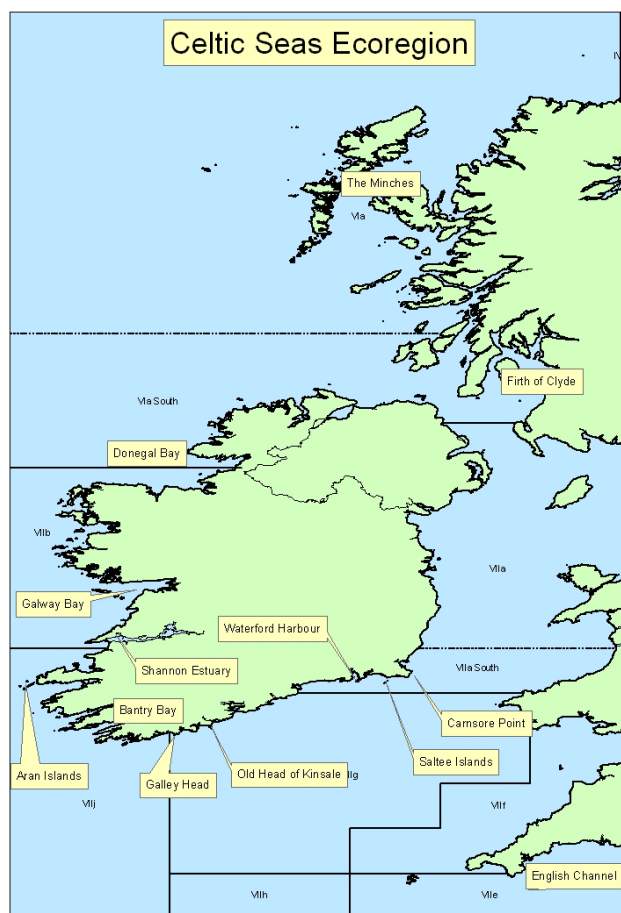 Celtic Seas Ecoregion
IV
The Minches
VIa
Firth of Clyde
VIa South
Donegal Bay
VIIb
VIIa
Galway Bay
Waterford Harbour
Shannon Estuary
VIIa South
Bantry Bay
Carnsore Point
Aran Islands
Old Head of Kinsale
VIIg
Saltee Islands
Galley Head
VIIj
VIIf
English Channel
VIIh
VIIe